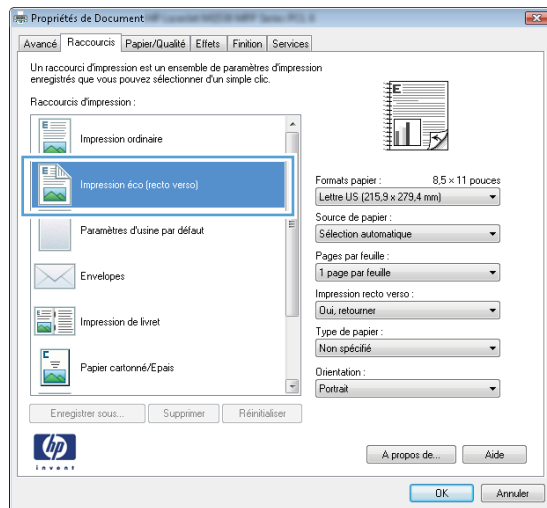 Propriétés de Document
Avancé Raccourcis Papier/Qualité Effets Finition Services
Un raccourci d'impression est un ensemble de paramètres d'impression
enregistrés que vous pouvez sélectionner d'un simple clic.
Raccourcis d'impression :
Impression ordinaire
Impression éco (recto verso)
Paramètres d'usine par défaut
Envelopes
Impression de livret
Papier cartonné/Epais
Enregistrer sous... Supprimer Réinitialiser
E
Formats papier : 8,5 × 11 pouces
Lettre US (215,9 x 279,4 mm)
Source de papier :
Sélection automatique
Pages par feuille :
1 page par feuille
Impression recto verso :
Oui, retourner
Type de papier :
Non spécifié
Orientation :
Portrait
hp
invent
A propos de... Aide
OK Annuler